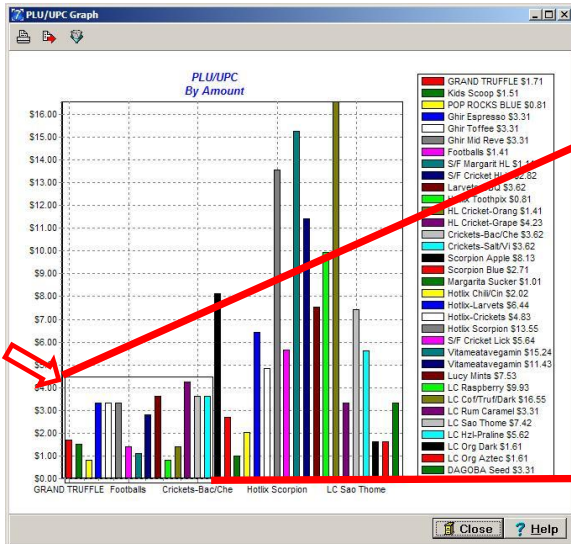 PLU/UPC Graph
PLU/UPC
By Amount
$16.00
$15.00
$14.00
$13.00
$12.00
$11.00
$10.00
$9.00
$8.00
$7.00
$6.00
$4.00
$3.00
$2.00
$1.00
$0.00
GRAND TRUFFLE Footballs Crickets-Bac/Che Hotlix Scorpion LC Sao Thome
GRAND TRUFFLE $1.71
Kids Scoop $1.51
POP ROCKS BLUE $0.81
Ghir Espresso $3.31
Ghir Toffee $3.31
Ghir Mid Reve $3.31
Footballs $1.41
S/F Margarit HL
S/F Cricket $2.82
$3.62
Toothpix $0.81
HL Cricket-Orang $1.41
HL Cricket-Grape $4.23
Crickets-Bac/Che $3.62
Crickets-Salt/Vi $3.62
Scorpion Apple $8.13
Scorpion Blue $2.71
Margarita Sucker $1.01
Hotlix Chili/Cin $2.02
Hotlix-Larvets $6.44
Hotlix-Crickets $4.83
Hotlix Scorpion $13.55
S/F Cricket Lick $5.64
Vitameatavegamin $15.24
Vitameatavegamin $11.43
Lucy Mints $7.53
LC Raspberry $9.93
LC Cof/Truf/Dark $16.55
LC Rum Caramel $3.31
LC Sao Thome $7.42
LC Hzl-Praline $5.62
LC Org Dark $1.61
LC Org Aztec $1.61
DAGOBA Seed $3.31
Close
? Help